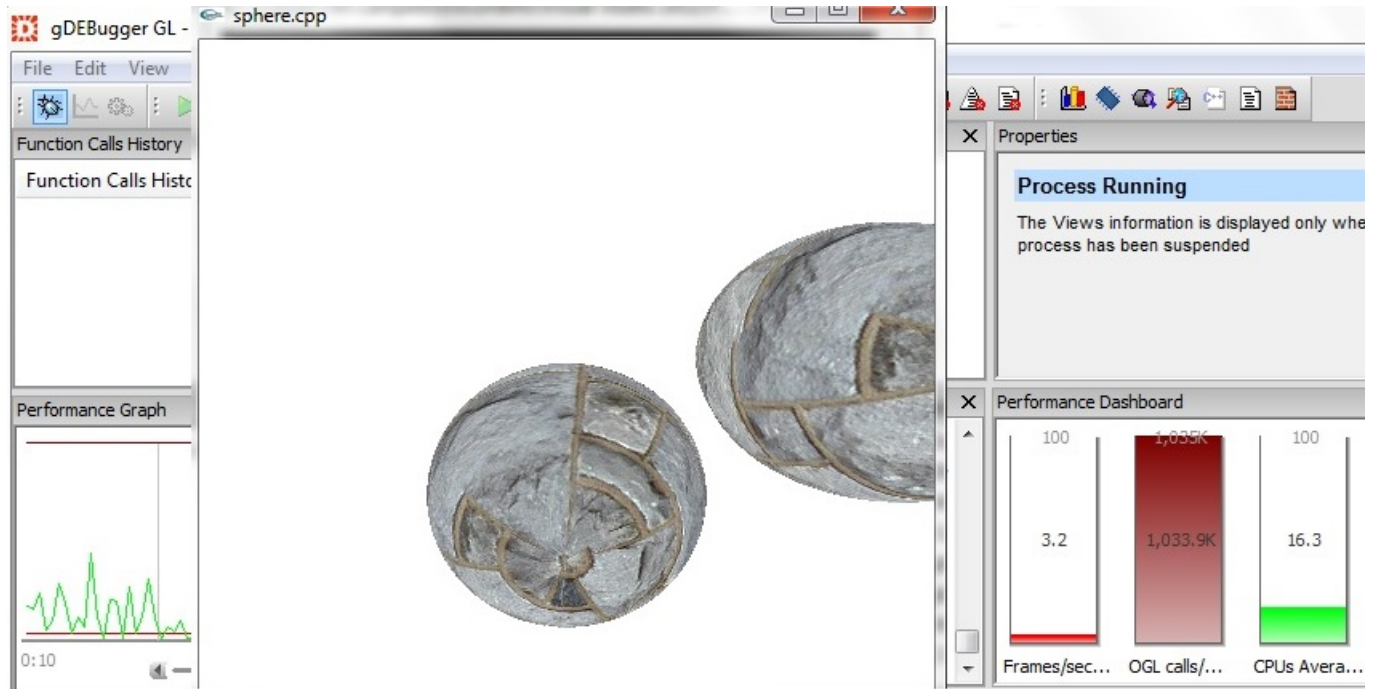 gDEBugger GL -
sphere.cpp
File Edit View
Function Calls History
Function Calls Histo
Properties
Process Running
The Views information is displayed only whe
process has been suspended
Performance Graph
0:10
Performance Dashboard
100 1,035K 100
3.2 1,033.9K 16.3
Frames/sec... OGL calls/... CPUs Avera...